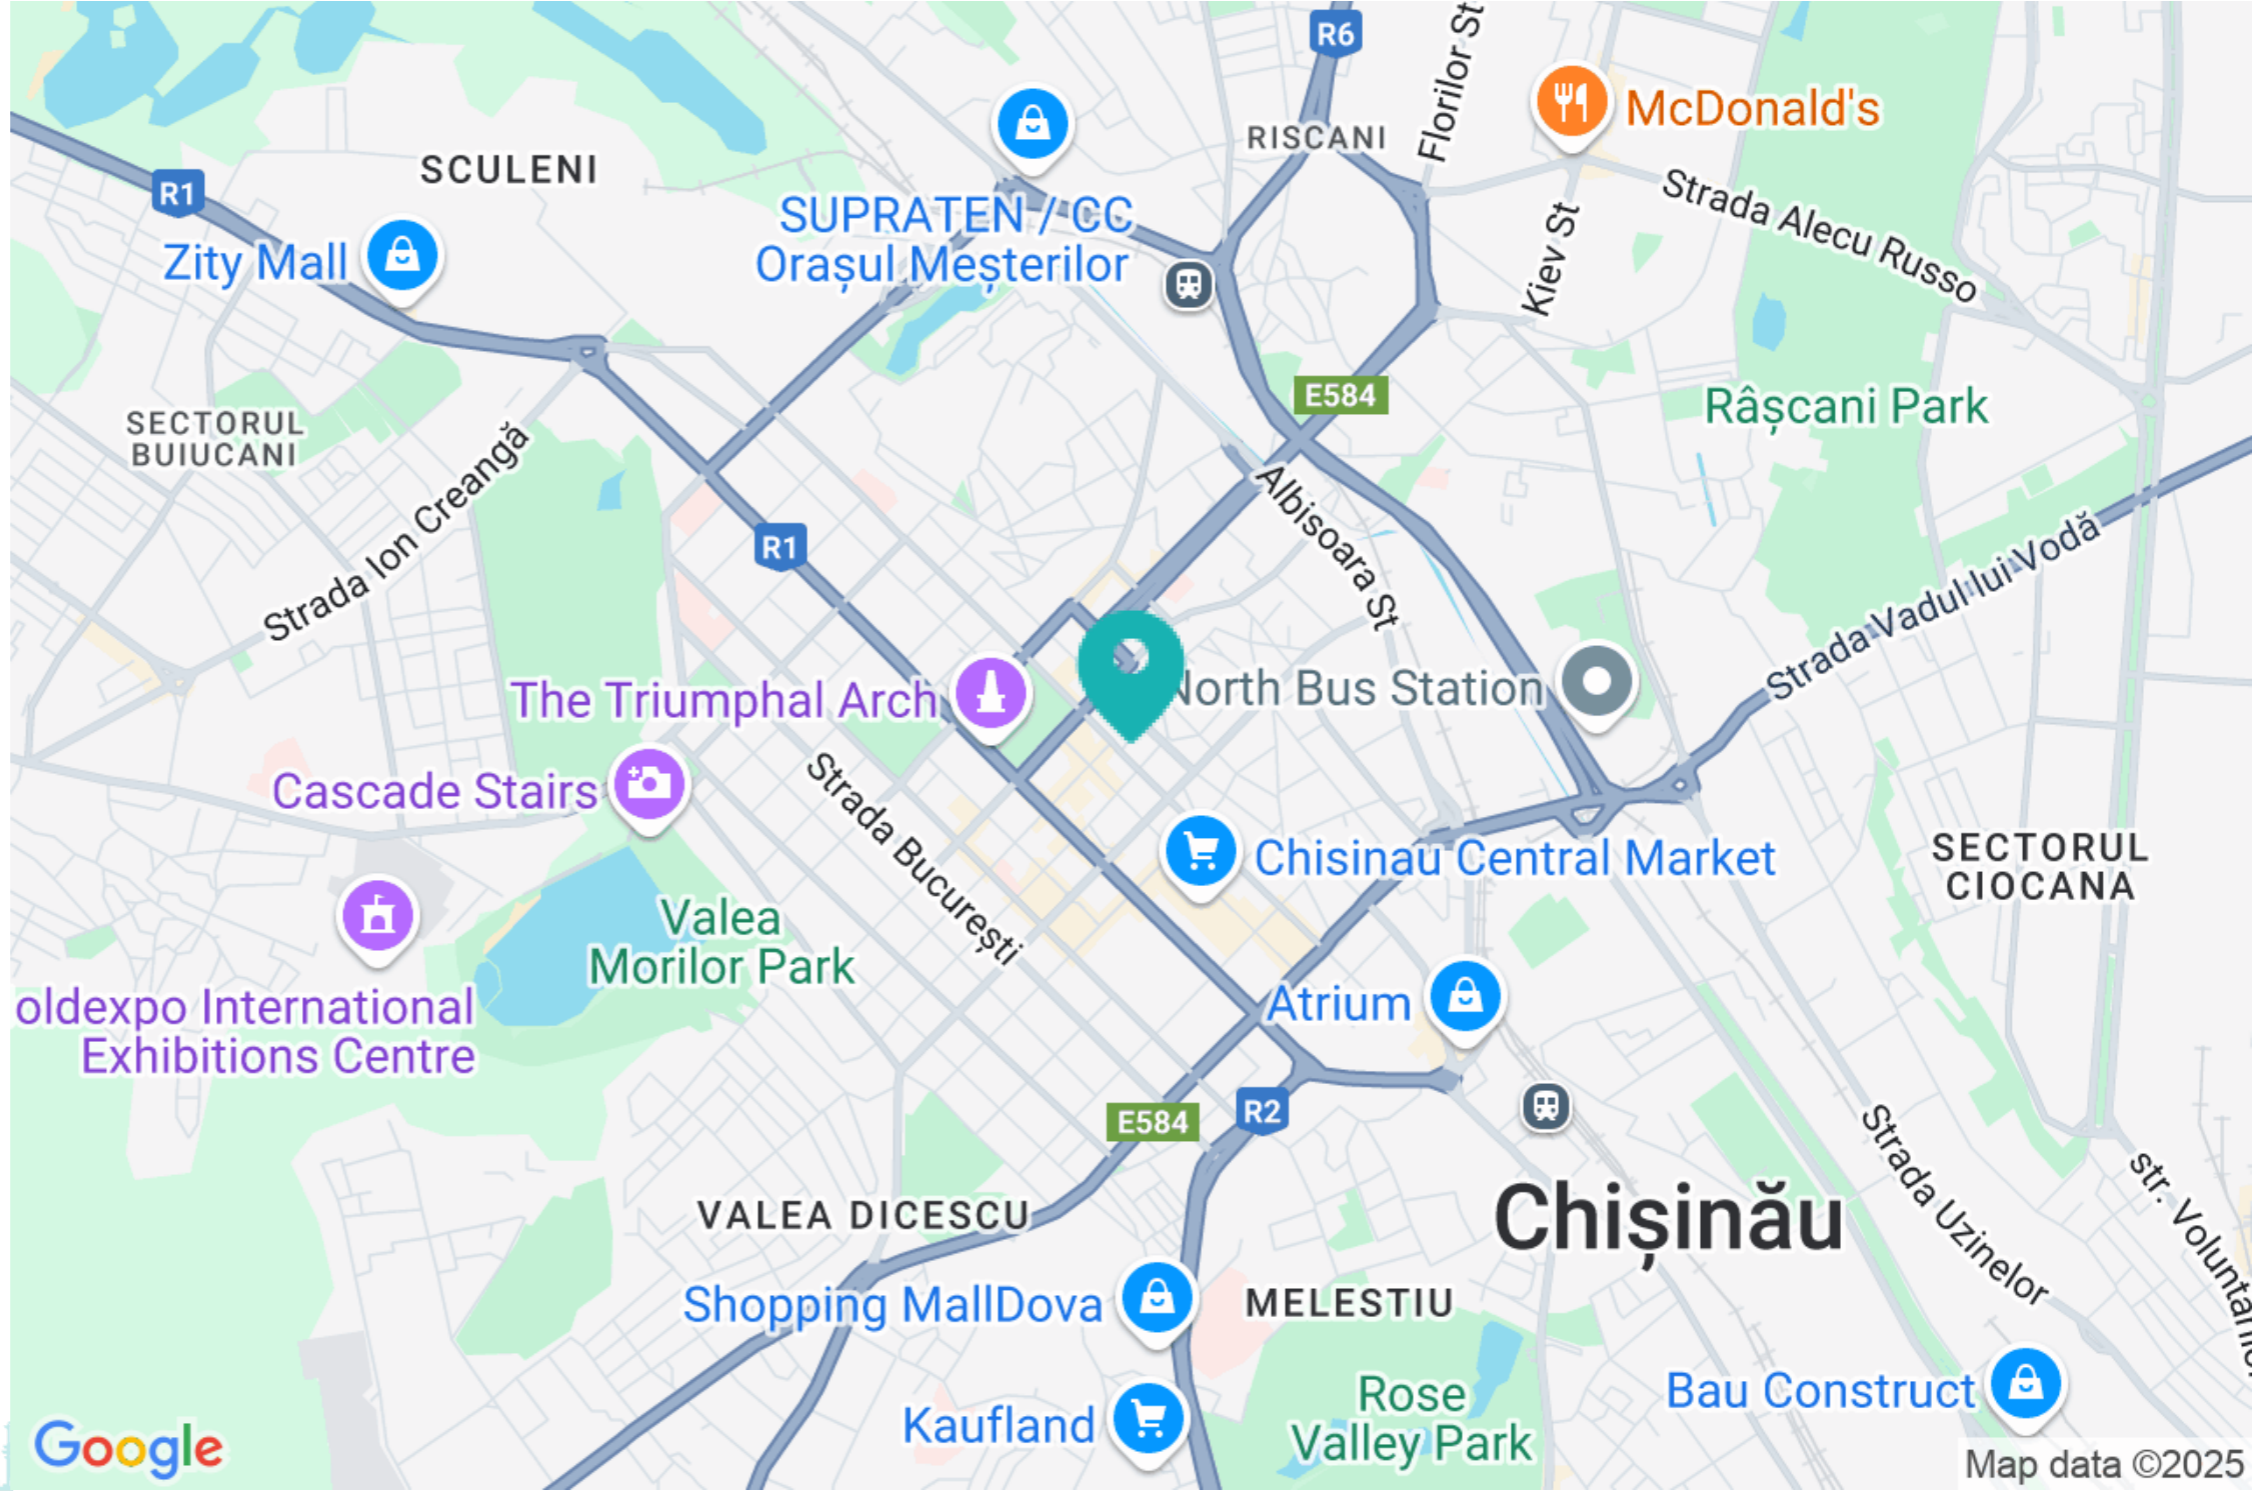 R6
Florilor St
McDonald's
RISCANI
SCULENI
R1
Strada Alecu Russo
SUPRATEN / CC
Orașul Meșterilor
Zity Mall
Kiev St
E584
Râșcani Park
SECTORUL
BUIUCANI
Strada Ion Creangă
Albisoara St
R1
Strada Vadul lui Vodă
The Triumphal Arch
North Bus Station
Cascade Stairs
Strada București
Chisinau Central Market
SECTORUL
CIOCANA
Valea
Morilor Park
oldexpo International
Exhibitions Centre
Atrium
E584
R2
Strada Uzinelor
VALEA DICESCU
Chișinău
Shopping MallDova
MELESTIU
Rose
Valley Park
Bau Construct
Kaufland
Google
Map data ©2025
str.